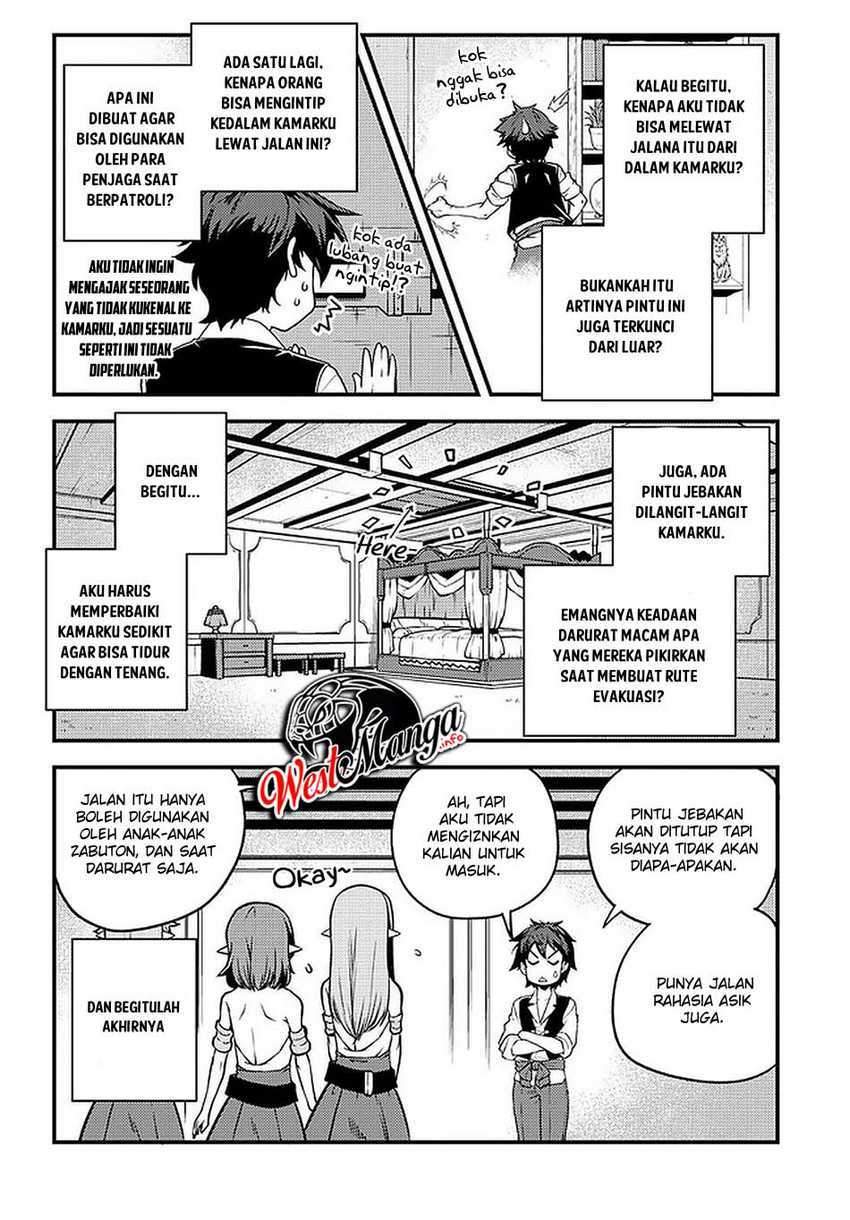 KALAU BEGITU,
KENAPA AKU TIDAK
BISA MELEWAT
JALANA ITU DARI
DALAM KAMARKU?
kok
nggak bisa
dibuka?
BUKANKAH ITU
ARTINYA PINTU INI
JUGA TERKUNCI
DARI LUAR?
ADA SATU LAGI,
KENAPA ORANG
BISA MENGINTIP
KEDALAM KAMARKU
LEWAT JALAN INI?
APA INI
DIBUAT AGAR
BISA DIGUNAKAN
OLEH PARA
PENJAGA SAAT
BERPATROLI?
kok ada
lubang buat
ngintip!?
AKU TIDAK INGIN
MENGAJAK SESEORANG
YANG TIDAK KUKENAL KE
KAMARKU, JADI SESUATU
SEPERTI INI TIDAK
DIPERLUKAN.
JUGA, ADA
PINTU JEBAKAN
DILANGIT-LANGIT
KAMARKU.
Here
EMANGNYA KEADAAN
DARURAT MACAM APA
YANG MEREKA PIKIRKAN
SAAT MEMBUAT RUTE
EVAKUASI?
DENGAN
BEGITU...
AKU HARUS
MEMPERBAIKI
KAMARKU SEDIKIT
AGAR BISA TIDUR
DENGAN TENANG.
WestManga
.info
PINTU JEBAKAN
AKAN DITUTUP TAPI
SISANYA TIDAK AKAN
DIAPA-APAKAN.
PUNYA JALAN
RAHASIA ASIK
JUGA.
AH, TAPI
AKU TIDAK
MENGIZNKAN
KALIAN UNTUK
MASUK.
Okay~
JALAN ITU HANYA
BOLEH DIGUNAKAN
OLEH ANAK-ANAK
ZABUTON, DAN SAAT
DARURAT SAJA.
DAN BEGITULAH
AKHIRNYA